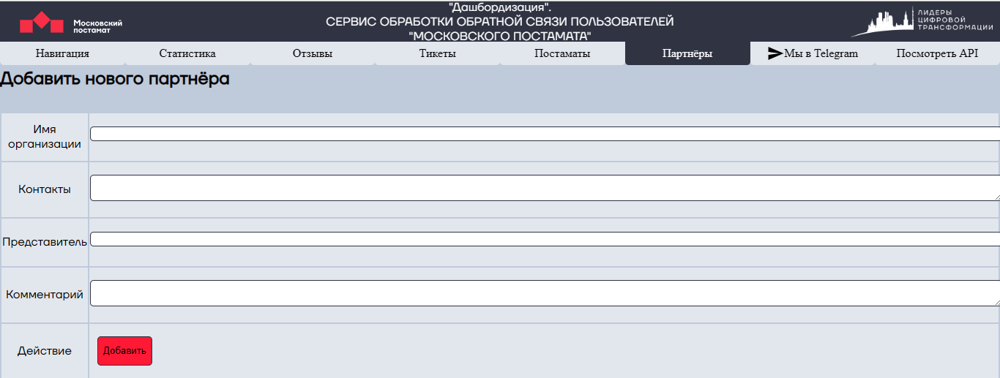 Московский
постамат
"Дашбордизация".
СЕРВИС ОБРАБОТКИ ОБРАТНОЙ СВЯЗИ ПОЛЬЗОВАТЕЛЕЙ
"МОСКОВСКОГО ПОСТАМАТА"
ЛИДЕРЫ
ЦИФРОВОЙ
ТРАНСФОРМАЦИИ
Навигация
Статистика
Отзывы
Тикеты
Постаматы
Партнёры
Мы в Telegram
Посмотреть API
Добавить нового партнёра
Имя
организации
Контакты
Представитель
Комментарий
Действие
Добавить